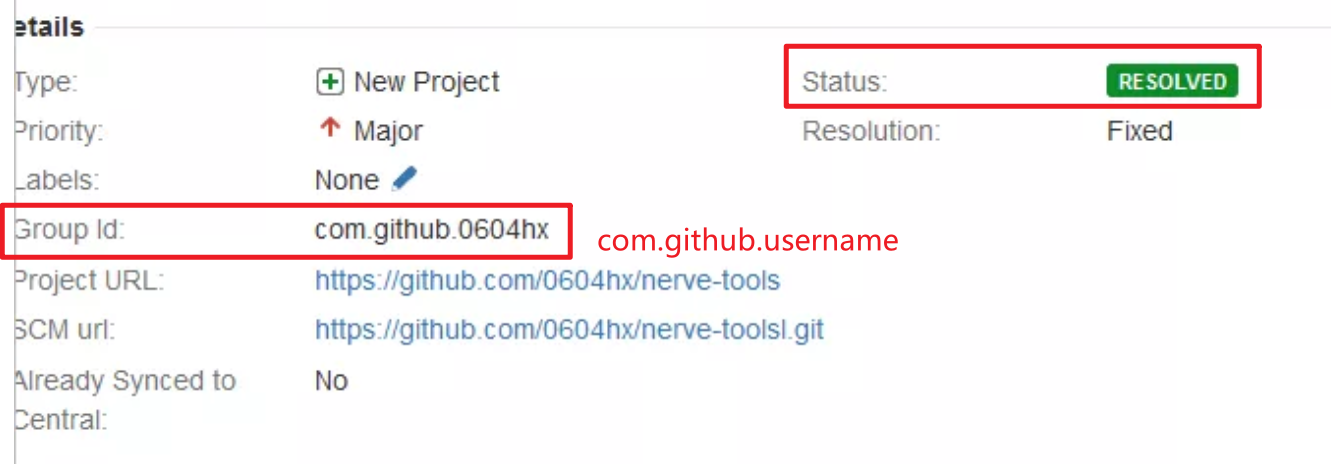 etails
Type: New Project Status: RESOLVED
Priority: Major Resolution: Fixed
Labels: None
Group Id: com.github.0604hx com.github.username
Project URL: https://github.com/0604hx/nerve-tools
SCM url: https://github.com/0604hx/nerve-toolsl.git
Already Synced to No
Central: